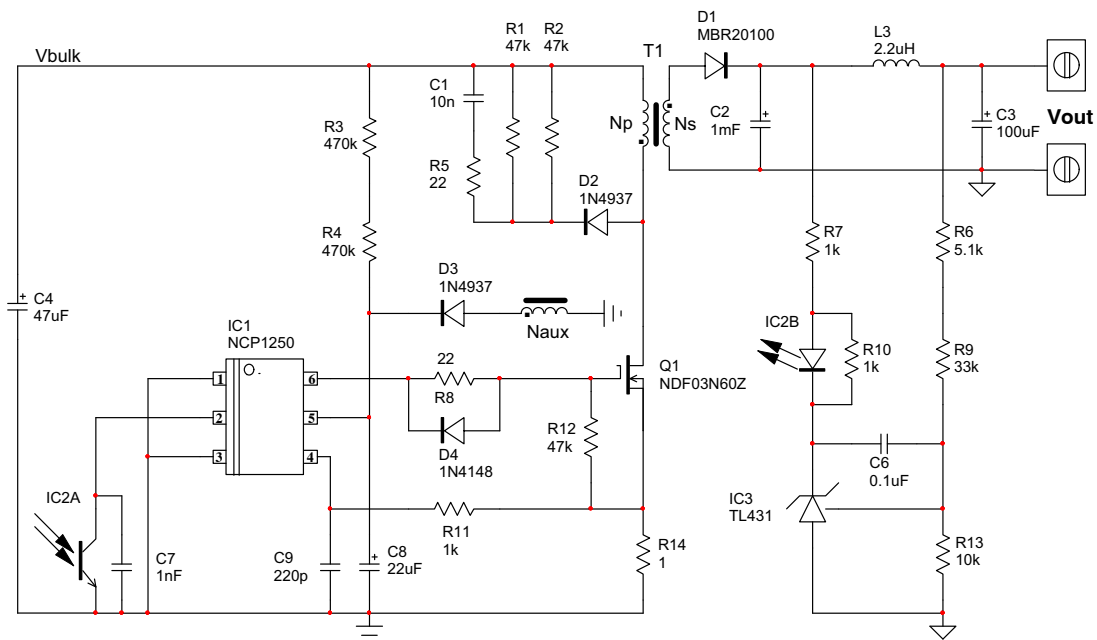 Vbulk
R1
47k
R2
47k
D1
MBR20100
T1
L3
2.2uH
C1
10n
R3
470k
Np
Ns
C2
1mF
C3
100uF
Vout
R5
22
D2
1N4937
R4
470k
R7
1k
R6
5.1k
D3
1N4937
C4
47uF
Naux
IC1
NCP1250
IC2B
R10
1k
R9
33k
1
2
3
6
5
4
22
R8
Q1
NDF03N60Z
D4
1N4148
R12
47k
C6
0.1uF
IC2A
IC3
TL431
R11
1k
C7
1nF
C9
220p
C8
22uF
R14
1
R13
10k